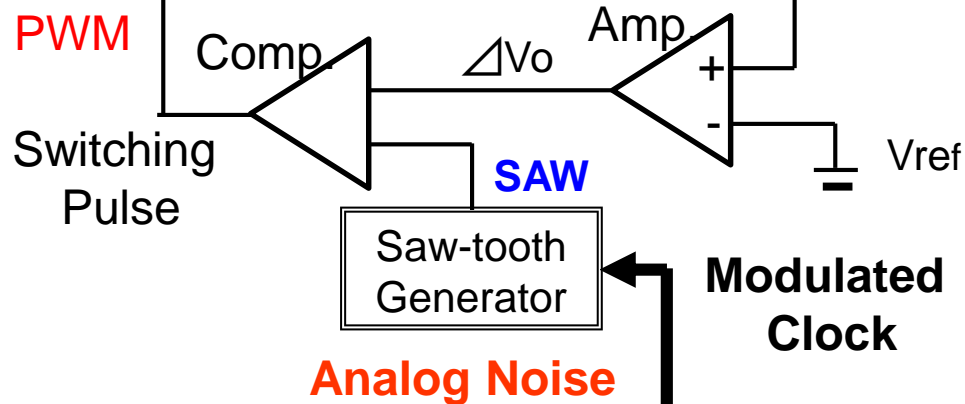 PWM
Comp.
⊿Vo
Amp.
+
-
Switching
Pulse
Vref
SAW
Saw-tooth
Generator
Modulated
Clock
Analog Noise